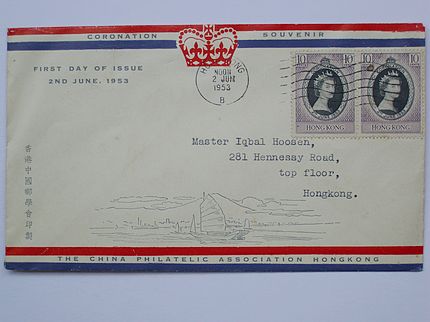 CORONATION SOUVENIR
FIRST DAY OF ISSUE
2ND JUNE, 1953
HONG KONG
NOON
2 JUN
1953
B
10 10
HONG KONG
10 10
HONG KONG
Master Iqbal Hoosen,
281 Hennessy Road,
top floor,
Hongkong.
香港中國郵學會印製
THE CHINA PHILATELIC ASSOCIATION HONGKONG